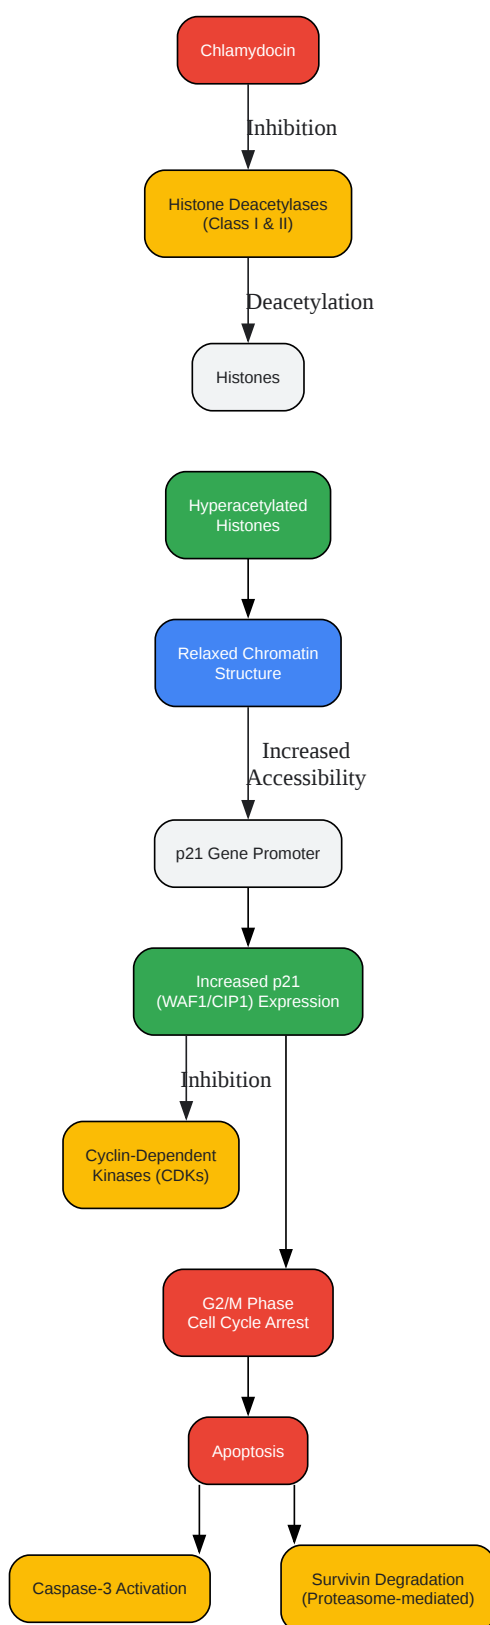 Chlamydocin
Inhibition
Histone Deacetylases
(Class I & II)
Deacetylation
Histones
Hyperacetylated
Histones
Relaxed Chromatin
Structure
Increased
Accessibility
p21 Gene Promoter
Increased p21
(WAF1/CIP1) Expression
Inhibition
Cyclin-Dependent
Kinases (CDKs)
G2/M Phase
Cell Cycle Arrest
Apoptosis
Caspase-3 Activation
Survivin Degradation
(Proteasome-mediated)